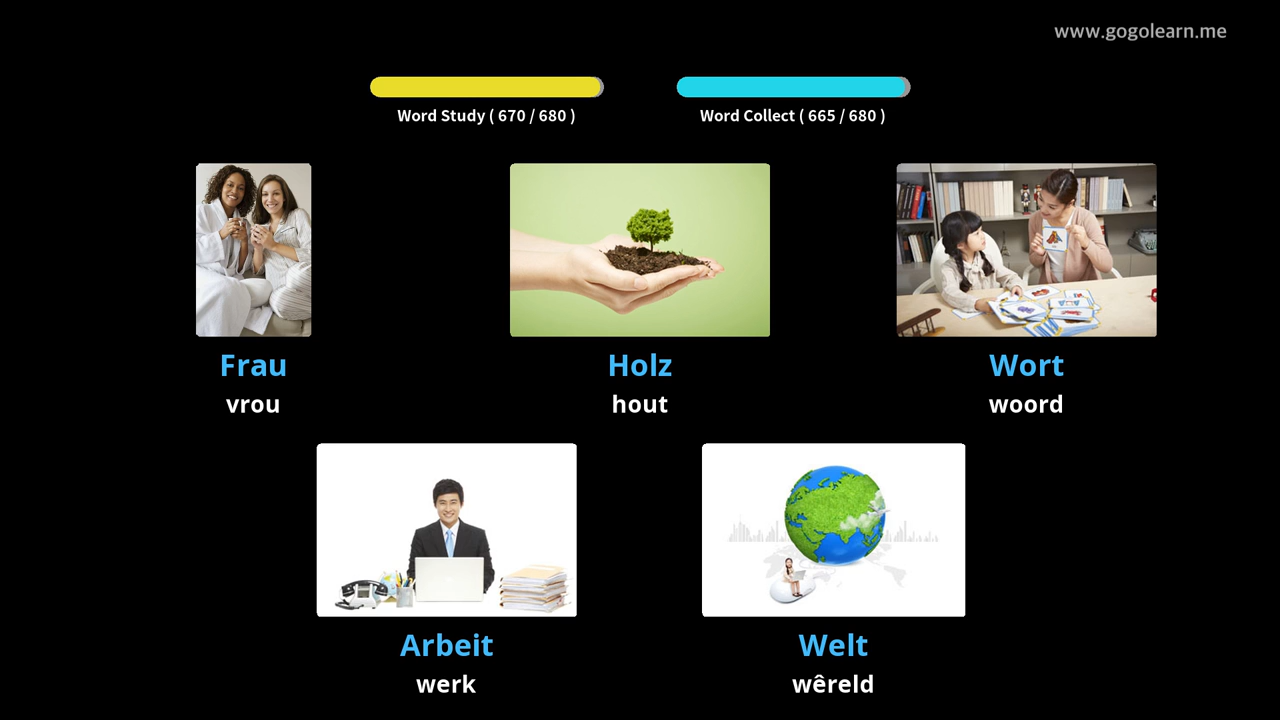 www.gogolearn.me
Word Study ( 670 / 680 )
Word Collect ( 665 / 680 )
Frau
vrou
Holz
hout
Wort
woord
Arbeit
werk
Welt
wêreld